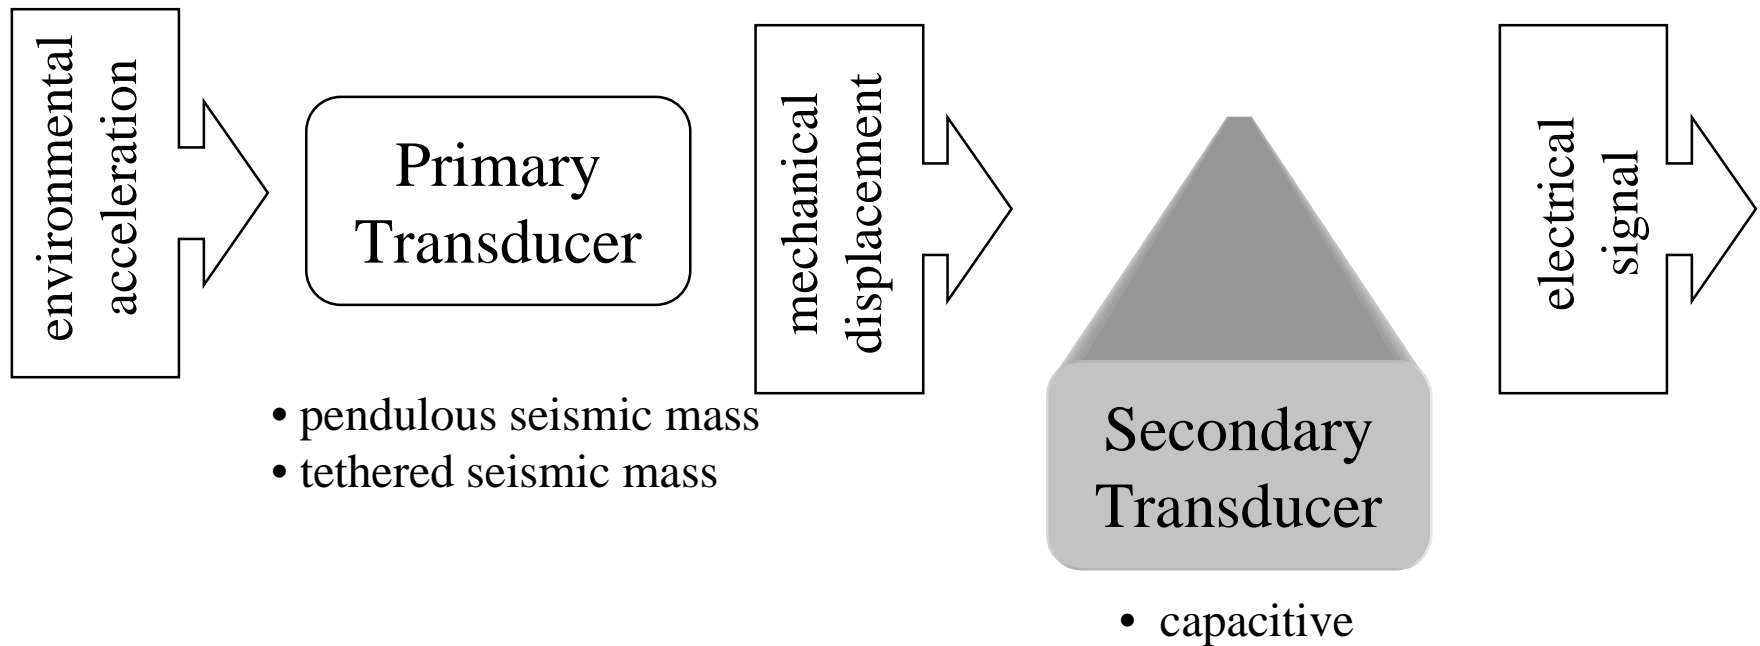 environmental
acceleration
Primary
Transducer
• pendulous seismic mass
• tethered seismic mass
mechanical
displacement
Secondary
Transducer
• capacitive
electrical
signal